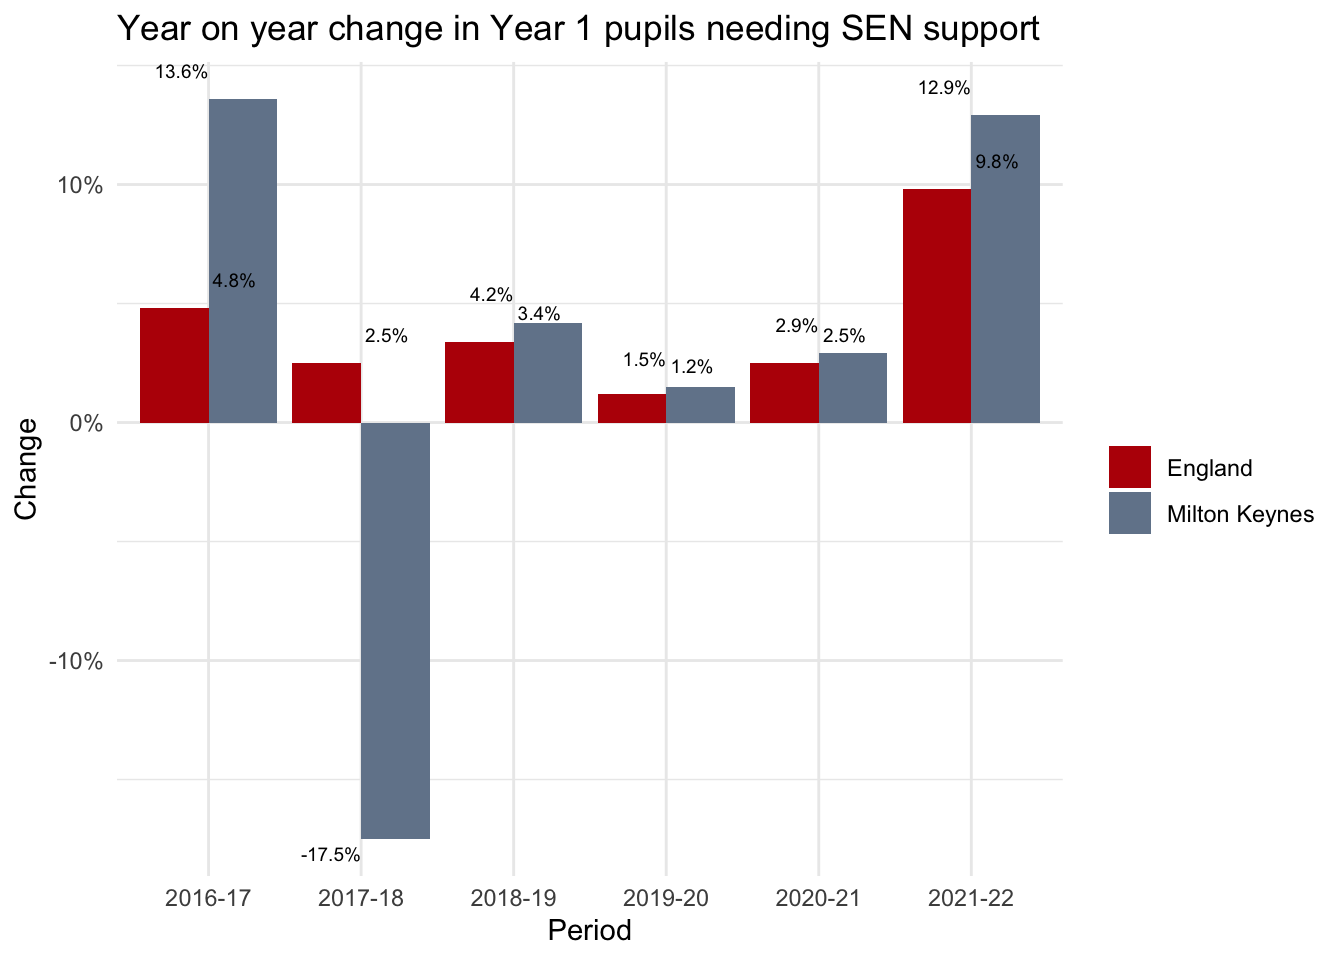 Year on year change in Year 1 pupils needing SEN support
13.6%
12.9%
9.8%
10%
4.8%
4.2%
3.4%
2.5%
2.9%
2.5%
1.5%
1.2%
0%
Change
England
Milton Keynes
-10%
-17.5%
2016-17 2017-18 2018-19 2019-20 2020-21 2021-22
Period